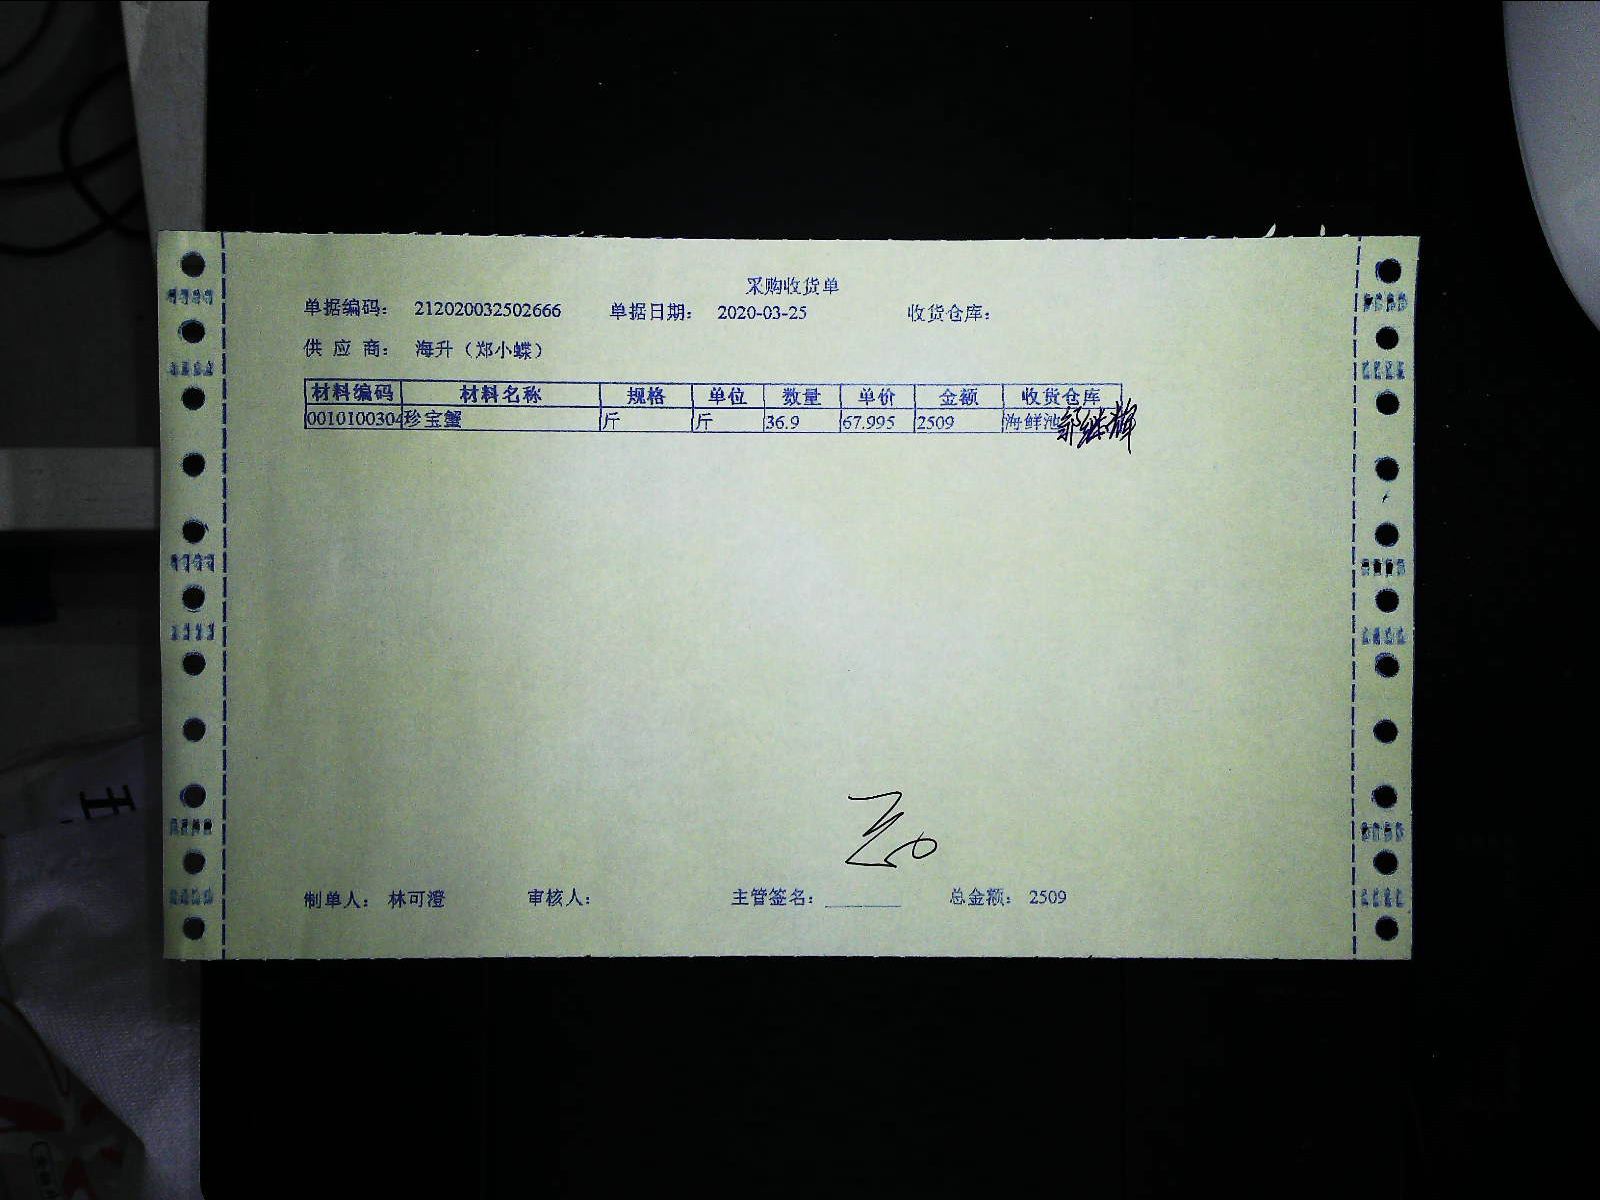 采购收货单
单据编码： 212020032502666 单据日期： 2020-03-25 收货仓库：
供 应 商： 海升（郑小蝶）
材料编码 材料名称 规格 单位 数量 单价 金额 收货仓库
0010100304 珍宝蟹 斤 斤 36.9 67.995 2509 海鲜池
制单人： 林可澄 审核人： 主管签名： 总金额： 2509